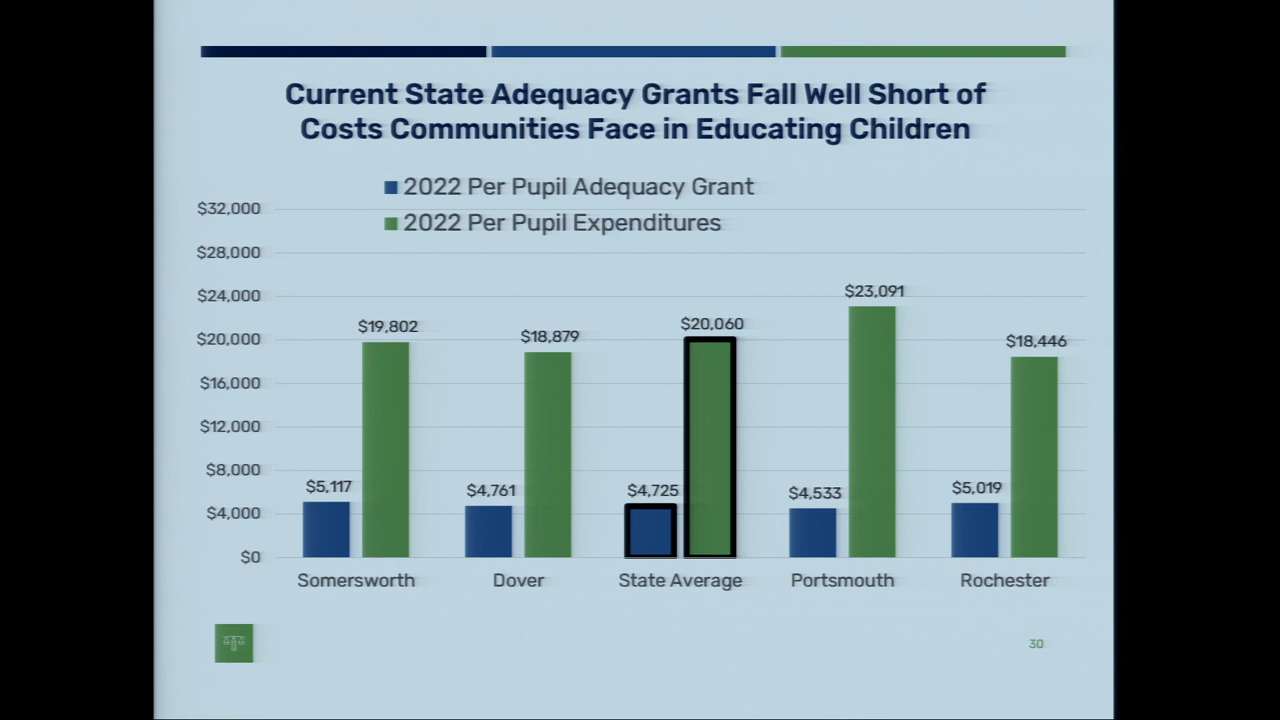 Current State Adequacy Grants Fall Well Short of
Costs Communities Face in Educating Children
2022 Per Pupil Adequacy Grant
2022 Per Pupil Expenditures
$32,000
$28,000
$24,000
$20,000
$16,000
$12,000
$8,000
$4,000
$0
$5,117
$19,802
$4,761
$18,879
$4,725
$20,060
$4,533
$23,091
$5,019
$18,446
Somersworth
Dover
State Average
Portsmouth
Rochester
30